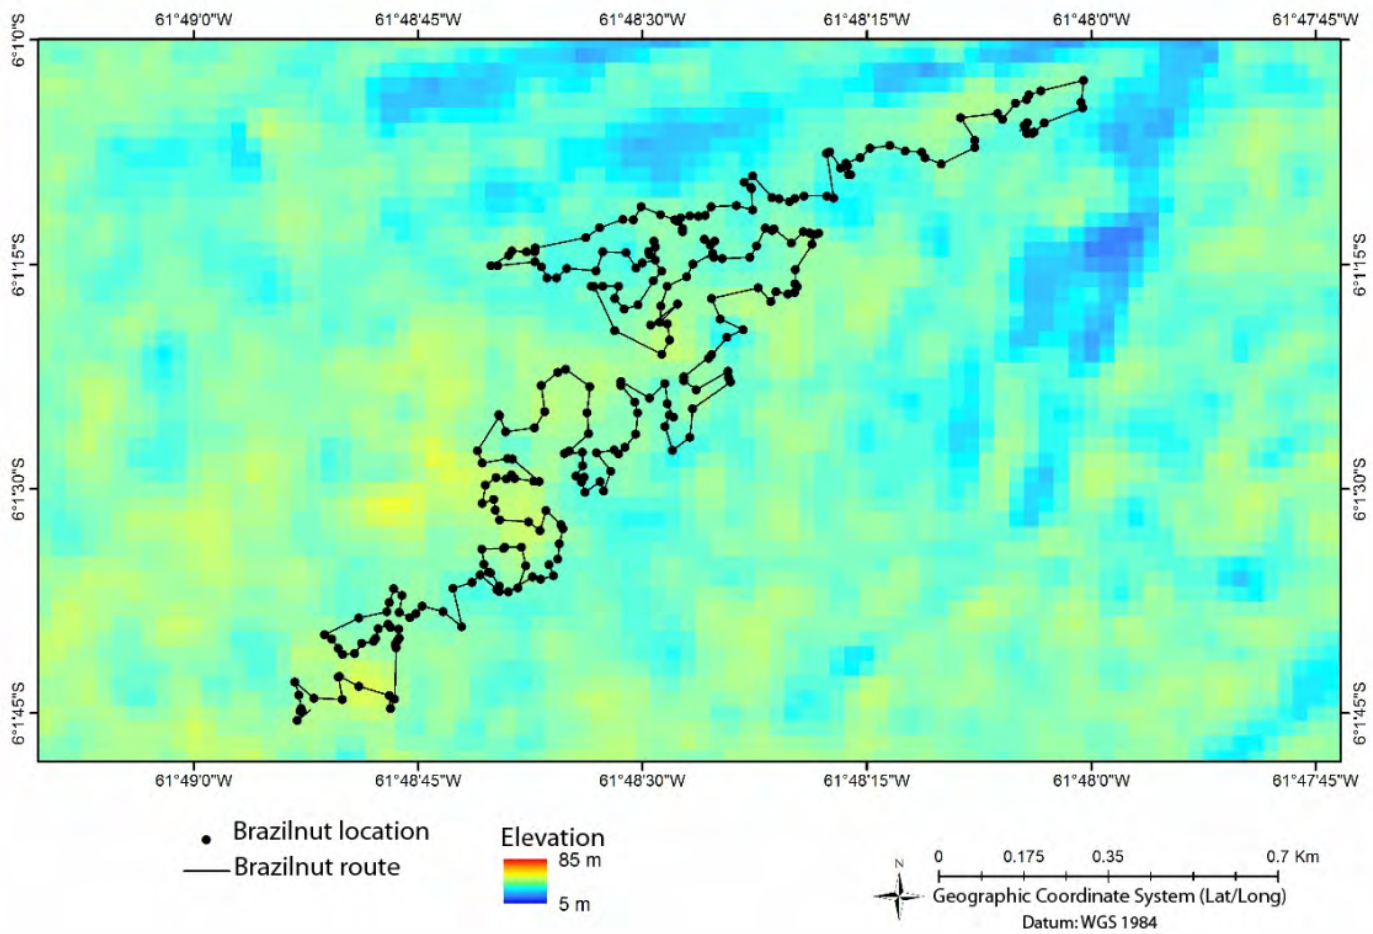 61°49'0"W 61°48'45"W 61°48'30"W 61°48'15"W 61°48'0"W 61°47'45"W
6°10"S
6°1'15"S 6°1'15"S
6°1'30"S 6°1'30"S
6°1'45"S 6°1'45"S
61°49'0"W 61°48'45"W 61°48'30"W 61°48'15"W 61°48'0"W 61°47'45"W
Brazilnut location
Brazilnut route
Elevation
85 m
5 m
N
0 0.175 0.35 0.7 Km
Geographic Coordinate System (Lat/Long)
Datum: WGS 1984